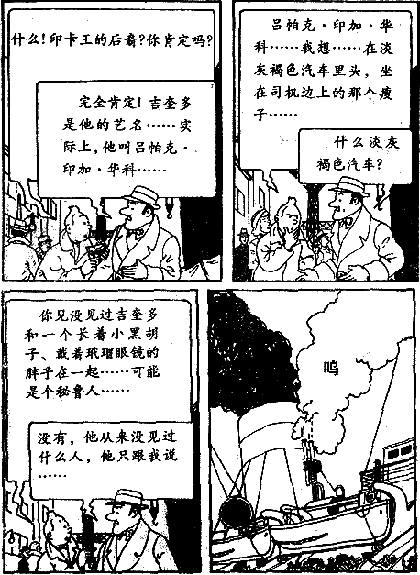 什么！印卡王的后裔？你肯定吗？
完全肯定！吉奎多
是他的艺名……实
际上，他叫吕帕克·
印加·华科……
吕帕克·印加·华
科……我想……在淡
灰褐色汽车里头，坐
在司机边上的那个瘦
子……
什么淡灰
褐色汽车？
你见没见过吉奎多
和一个长着小黑胡
子、戴着玳瑁眼镜的
胖子在一起……可能
是个秘鲁人……
没有，他从来没见过
什么人，他只跟我说
……
呜